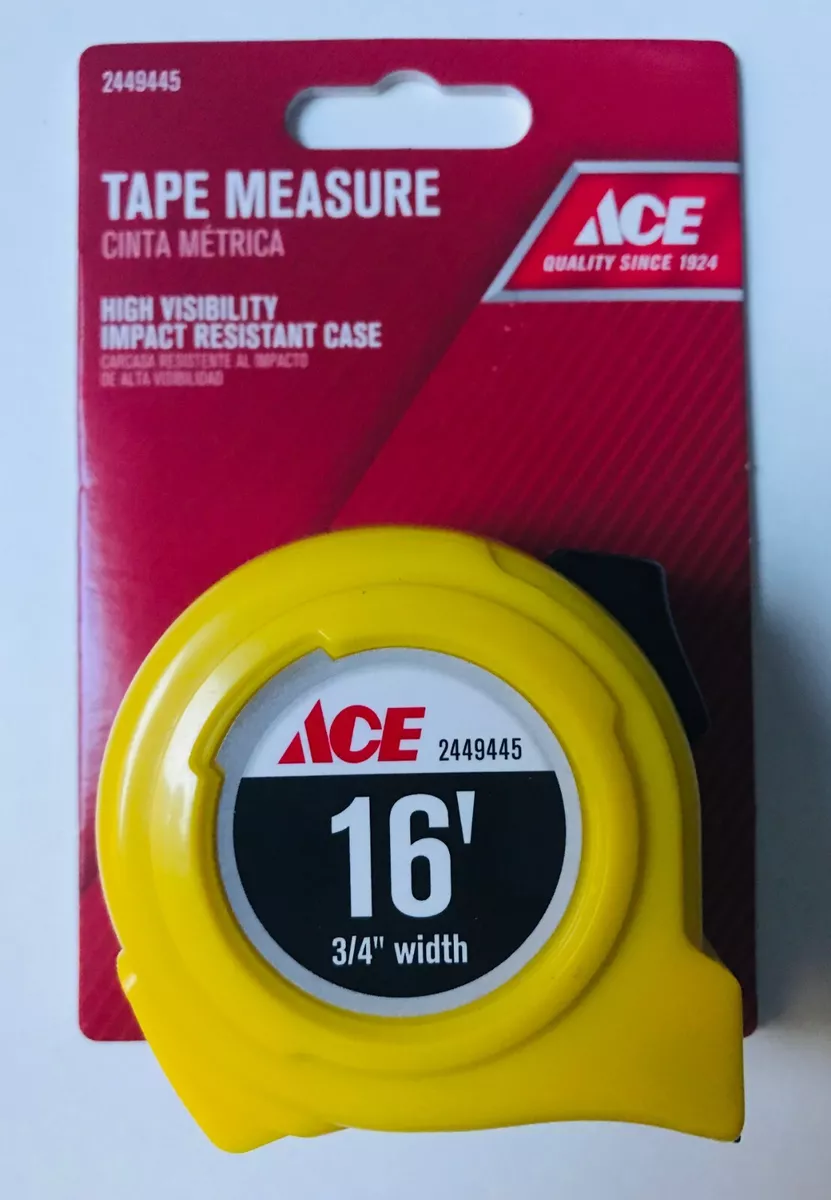 2449445
TAPE MEASURE
CINTA MÉTRICA
ACE
QUALITY SINCE 1924
HIGH VISIBILITY
IMPACT RESISTANT CASE
CARCASA RESISTENTE AL IMPACTO
DE ALTA VISIBILIDAD
ACE 2449445
16'
3/4" width